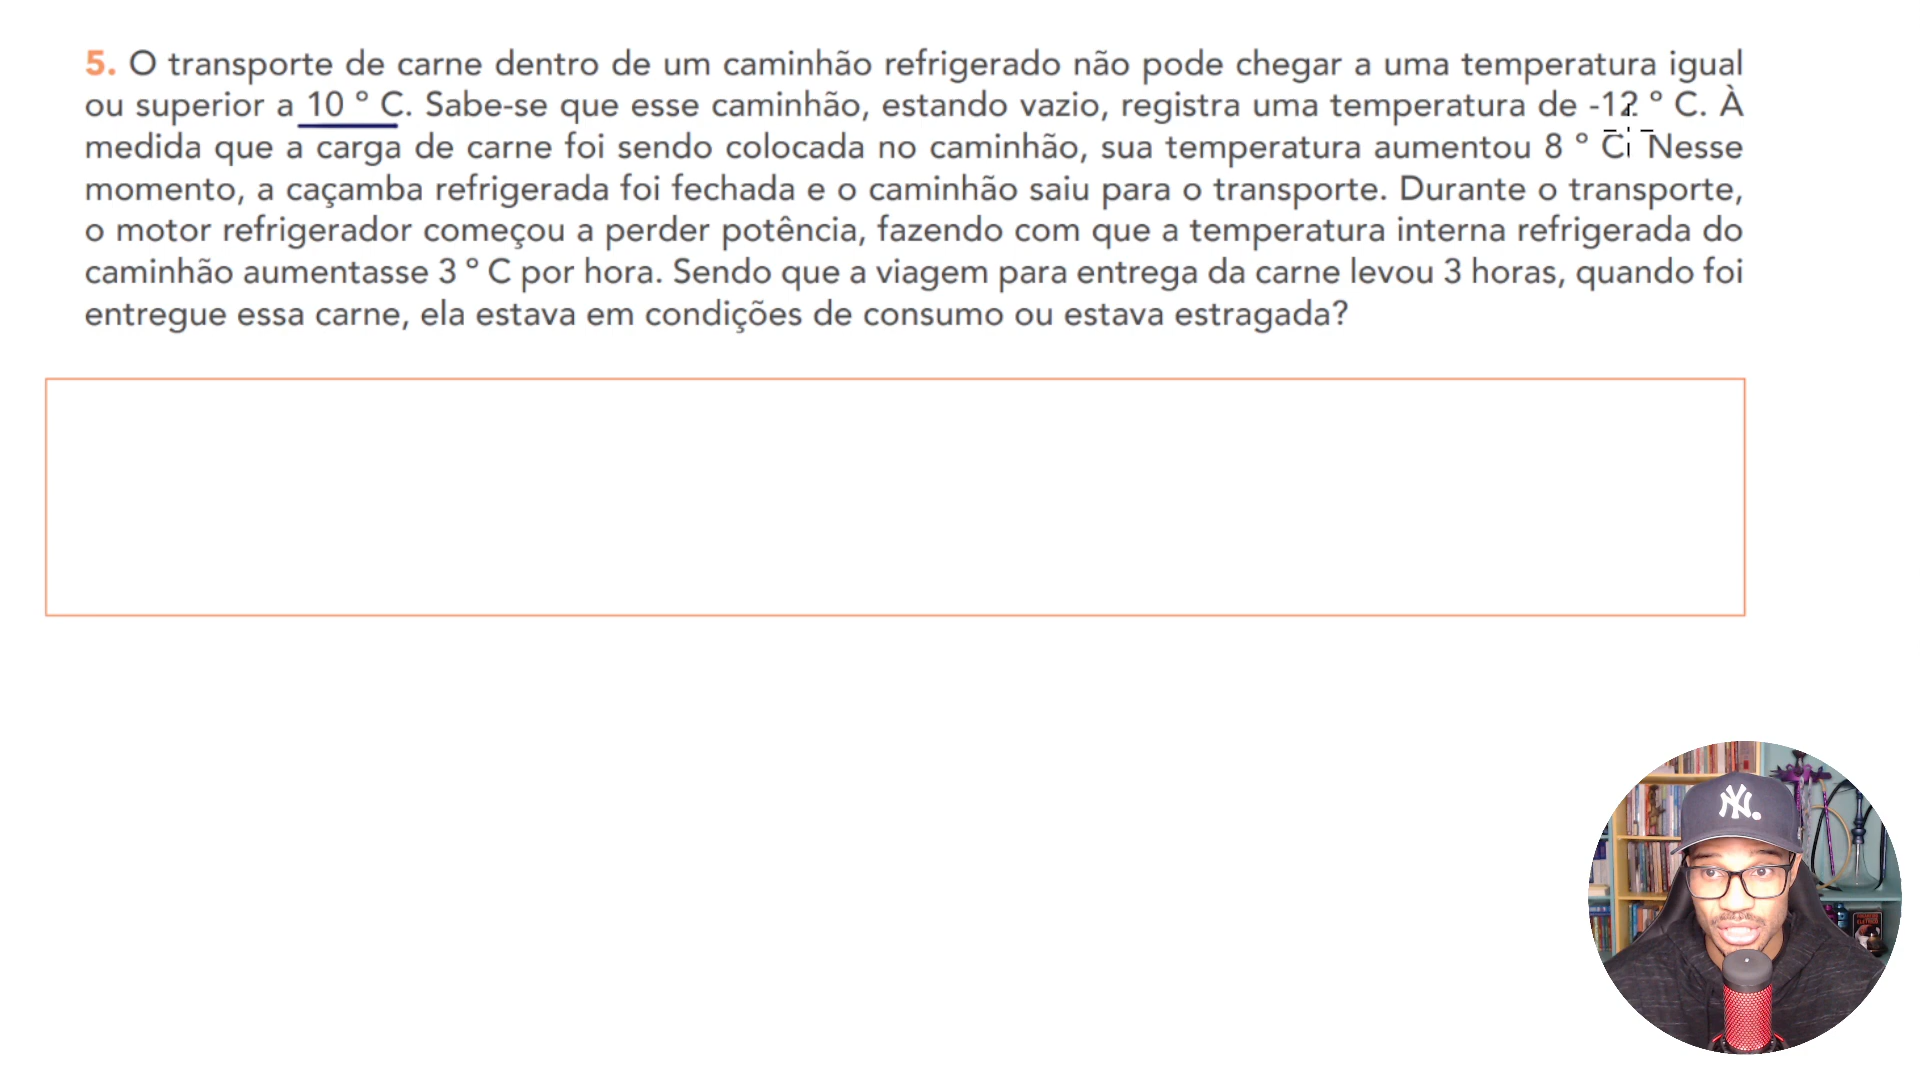 5. O transporte de carne dentro de um caminhão refrigerado não pode chegar a uma temperatura igual
ou superior a 10 º C. Sabe-se que esse caminhão, estando vazio, registra uma temperatura de -12 º C. À
medida que a carga de carne foi sendo colocada no caminhão, sua temperatura aumentou 8 º C. Nesse
momento, a caçamba refrigerada foi fechada e o caminhão saiu para o transporte. Durante o transporte,
o motor refrigerador começou a perder potência, fazendo com que a temperatura interna refrigerada do
caminhão aumentasse 3 º C por hora. Sendo que a viagem para entrega da carne levou 3 horas, quando foi
entregue essa carne, ela estava em condições de consumo ou estava estragada?
NY